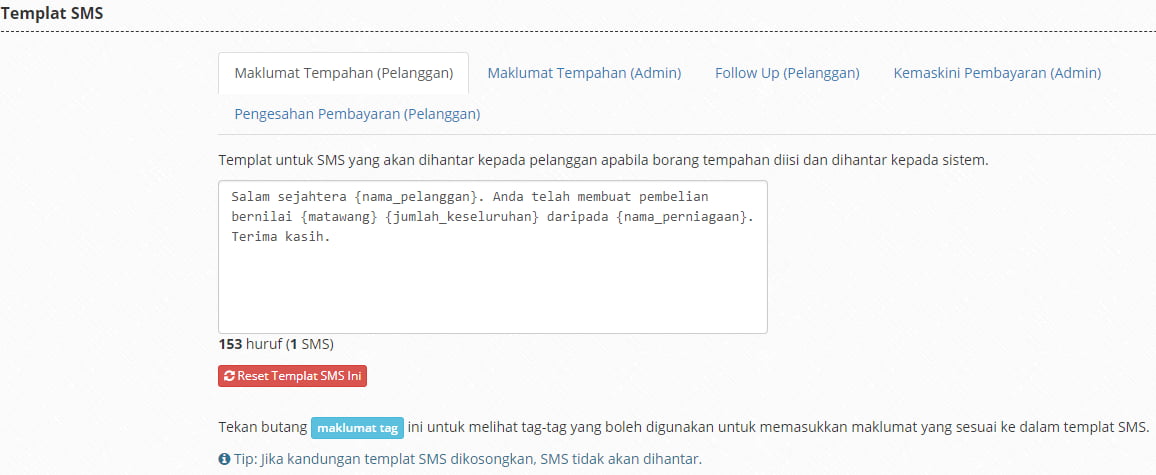 Templat SMS
Maklumat Tempahan (Pelanggan)
Maklumat Tempahan (Admin)
Follow Up (Pelanggan)
Kemaskini Pembayaran (Admin)
Pengesahan Pembayaran (Pelanggan)
Templat untuk SMS yang akan dihantar kepada pelanggan apabila borang tempahan diisi dan dihantar kepada sistem.
Salam sejahtera {nama_pelanggan}. Anda telah membuat pembelian
bernilai {matawang} {jumlah_keseluruhan} daripada {nama_perniagaan}.
Terima kasih.
153 huruf (1 SMS)
Reset Templat SMS Ini
Tekan butang maklumat tag ini untuk melihat tag-tag yang boleh digunakan untuk memasukkan maklumat yang sesuai ke dalam templat SMS.
Tip: Jika kandungan templat SMS dikosongkan, SMS tidak akan dihantar.